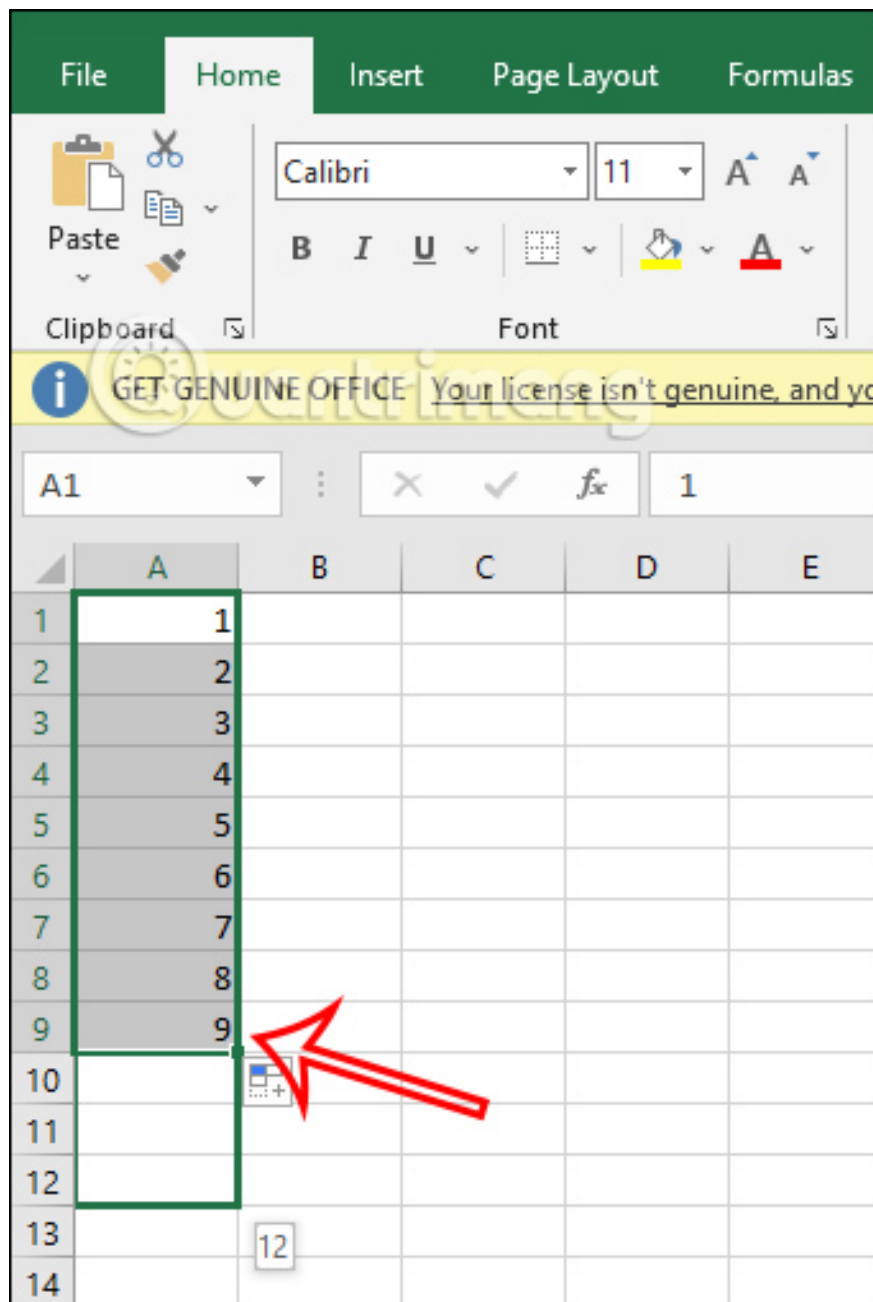 File Home Insert Page Layout Formulas
Calibri 11 A A
Paste
B I U A
Clipboard Font
Quantrimang
i GET GENUINE OFFICE Your license isn't genuine, and yo
A1 fx 1
A B C D E
1 1
2 2
3 3
4 4
5 5
6 6
7 7
8 8
9 9
10
11
12
13 12
14